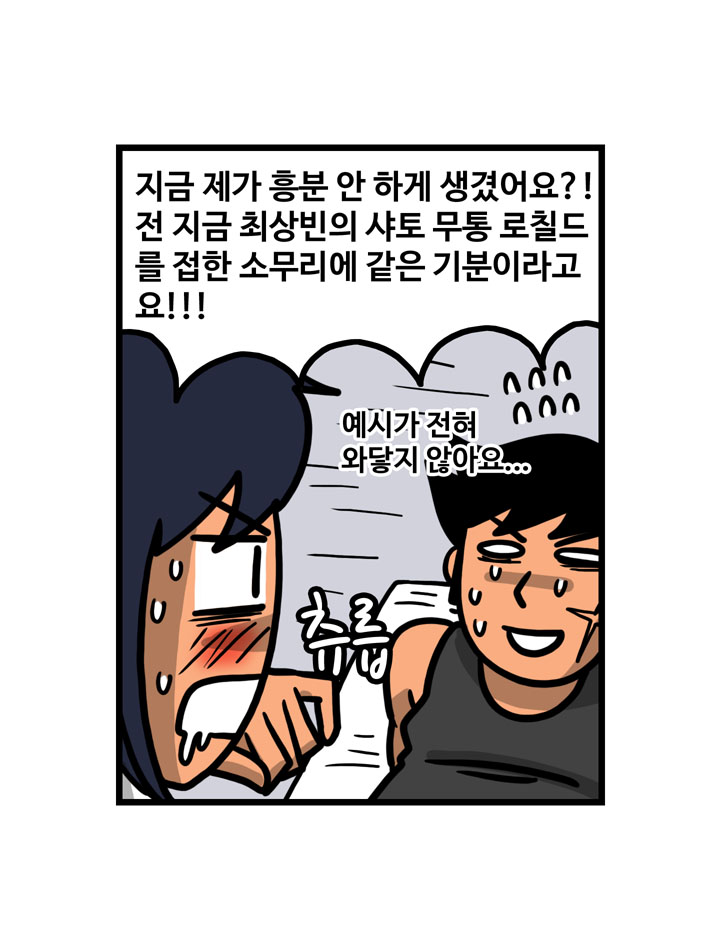 지금 제가 흥분 안 하게 생겼어요?!
전 지금 최상빈의 샤토 무통 로칠드
를 접한 소무리에 같은 기분이라고
요!!!
예시가 전혀
와닿지 않아요...
츄릅